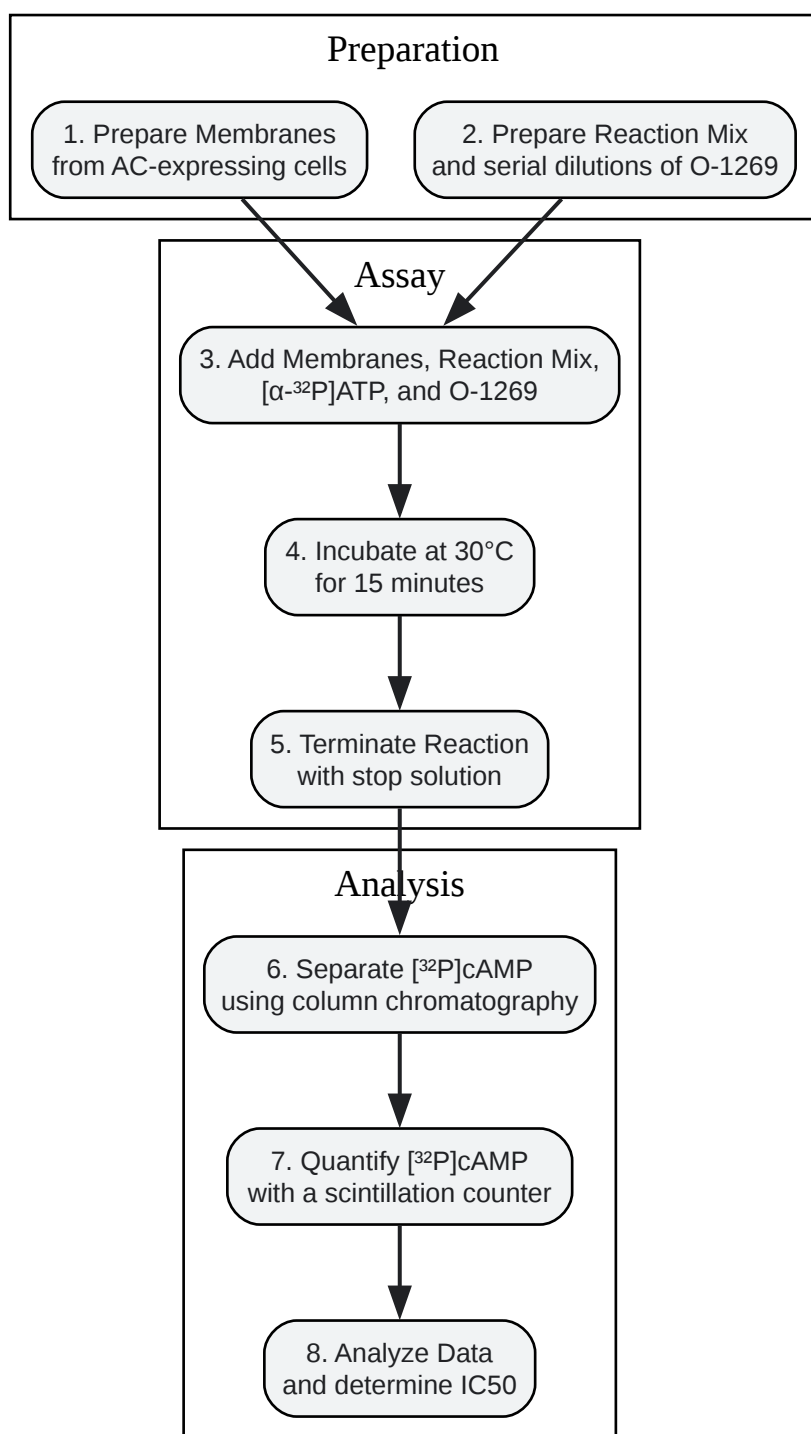 Preparation
1. Prepare Membranes
from AC-expressing cells
2. Prepare Reaction Mix
and serial dilutions of O-1269
Assay
3. Add Membranes, Reaction Mix,
[α-³²P]ATP, and O-1269
4. Incubate at 30°C
for 15 minutes
5. Terminate Reaction
with stop solution
Analysis
6. Separate [³²P]cAMP
using column chromatography
7. Quantify [³²P]cAMP
with a scintillation counter
8. Analyze Data
and determine IC50